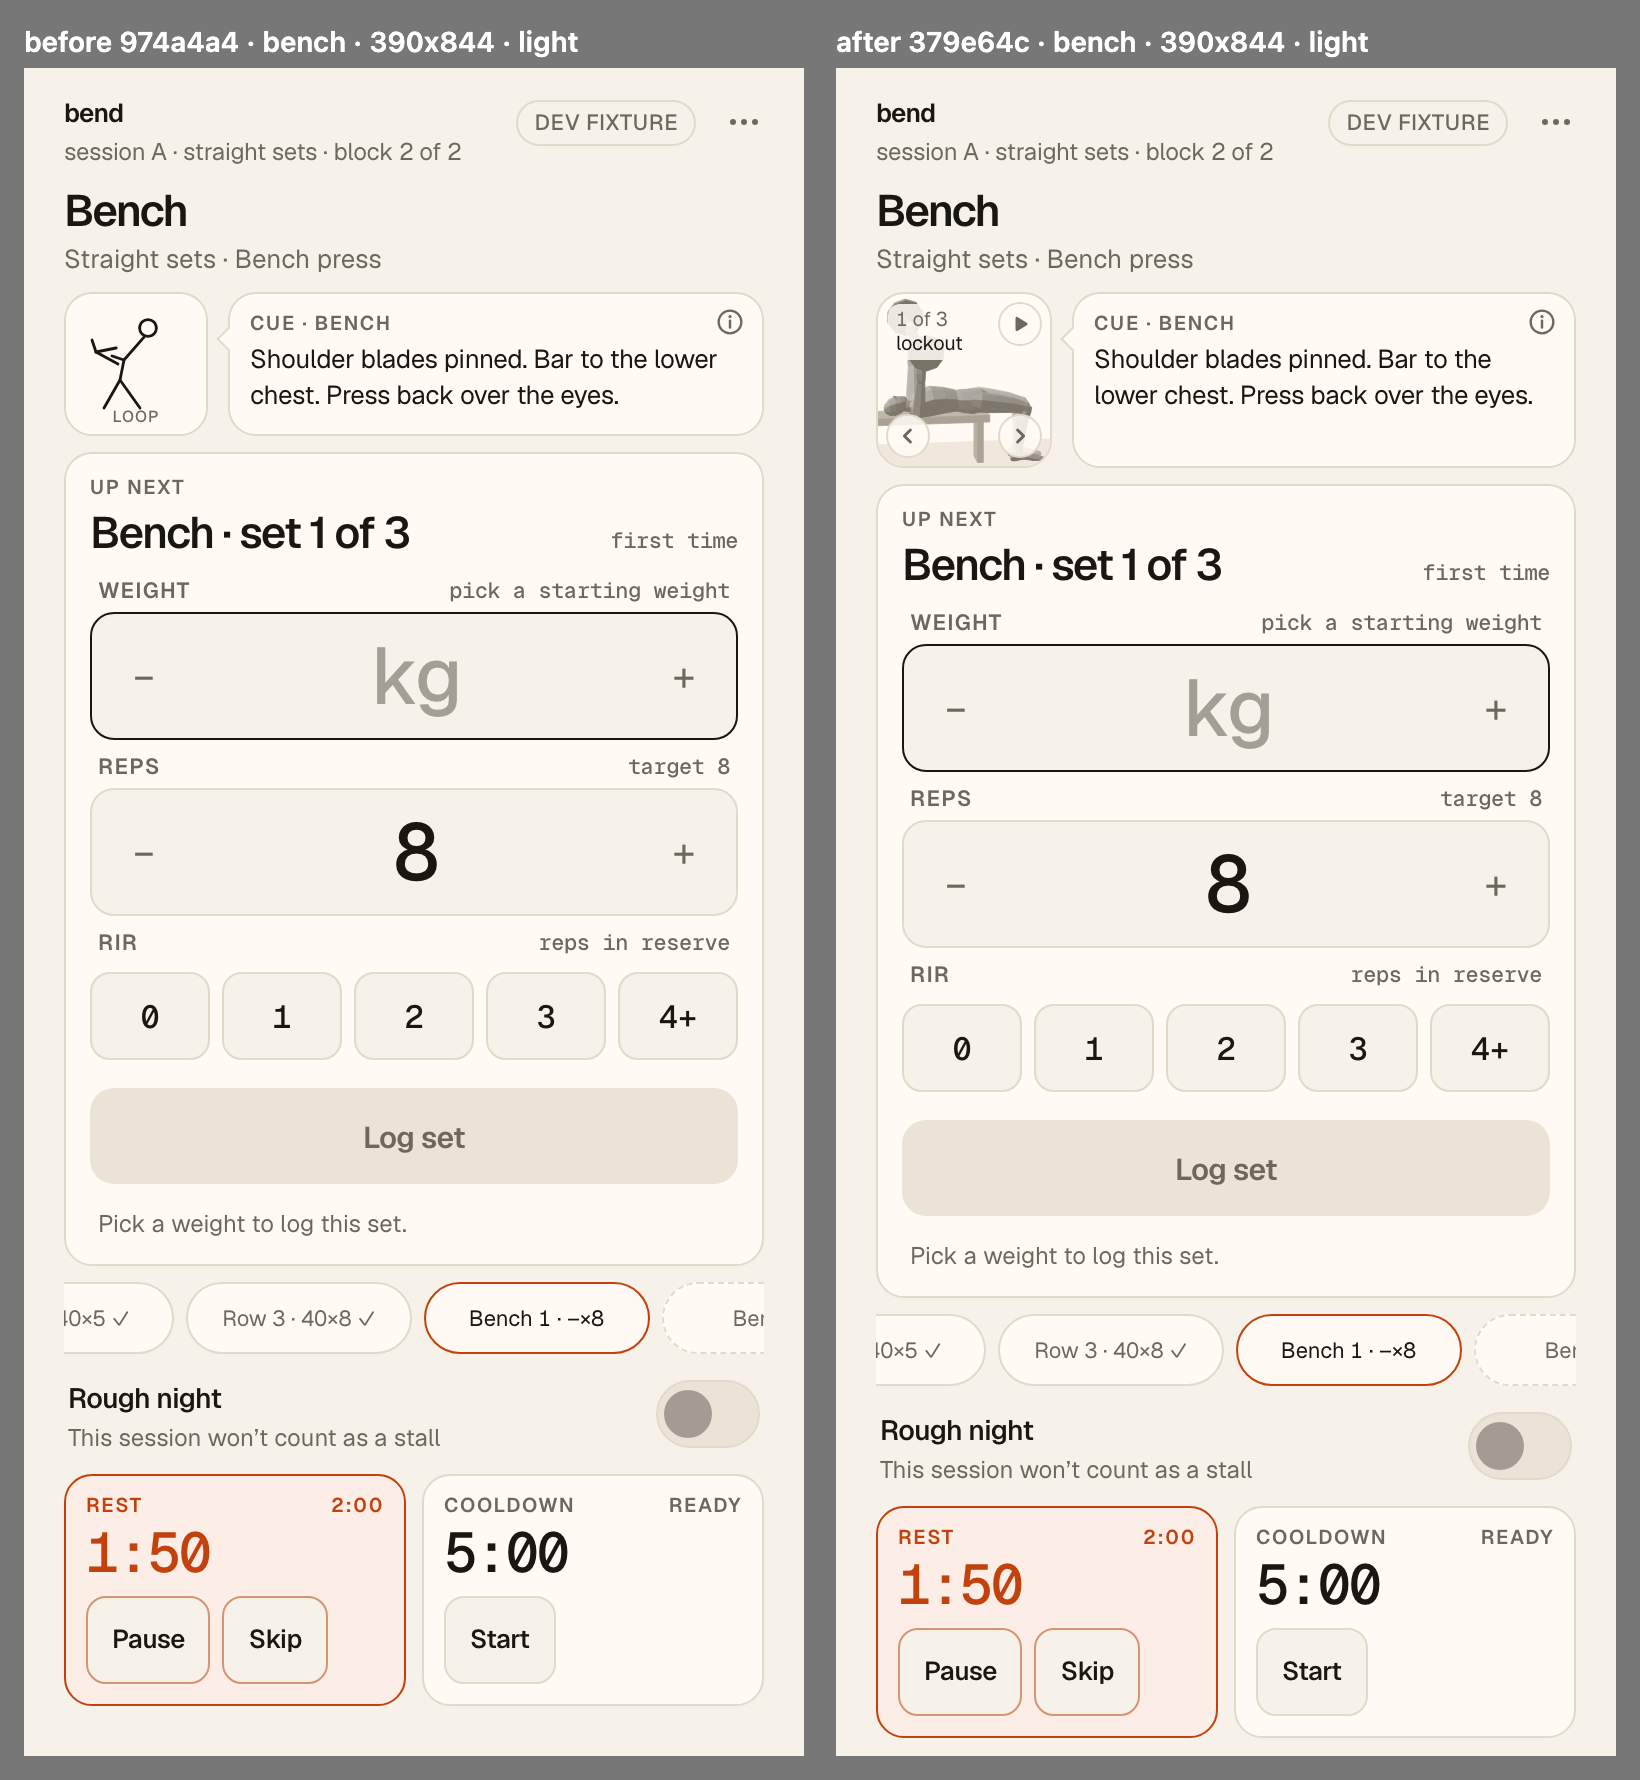 before 974a4a4 · bench · 390x844 · light
bend
DEV FIXTURE
session A · straight sets · block 2 of 2
Bench
Straight sets · Bench press
LOOP
CUE · BENCH
Shoulder blades pinned. Bar to the lower
chest. Press back over the eyes.
UP NEXT
Bench · set 1 of 3
first time
WEIGHT
pick a starting weight
− kg +
REPS
target 8
− 8 +
RIR
reps in reserve
0 1 2 3 4+
Log set
Pick a weight to log this set.
40×5 ✓
Row 3 · 40×8 ✓
Bench 1 · –×8
Ben
Rough night
This session won’t count as a stall
REST 2:00
1:50
Pause Skip
COOLDOWN READY
5:00
Start
after 379e64c · bench · 390x844 · light
bend
DEV FIXTURE
session A · straight sets · block 2 of 2
Bench
Straight sets · Bench press
1 of 3
lockout
CUE · BENCH
Shoulder blades pinned. Bar to the
lower chest. Press back over the eyes.
UP NEXT
Bench · set 1 of 3
first time
WEIGHT
pick a starting weight
− kg +
REPS
target 8
− 8 +
RIR
reps in reserve
0 1 2 3 4+
Log set
Pick a weight to log this set.
40×5 ✓
Row 3 · 40×8 ✓
Bench 1 · –×8
Ben
Rough night
This session won’t count as a stall
REST 2:00
1:50
Pause Skip
COOLDOWN READY
5:00
Start